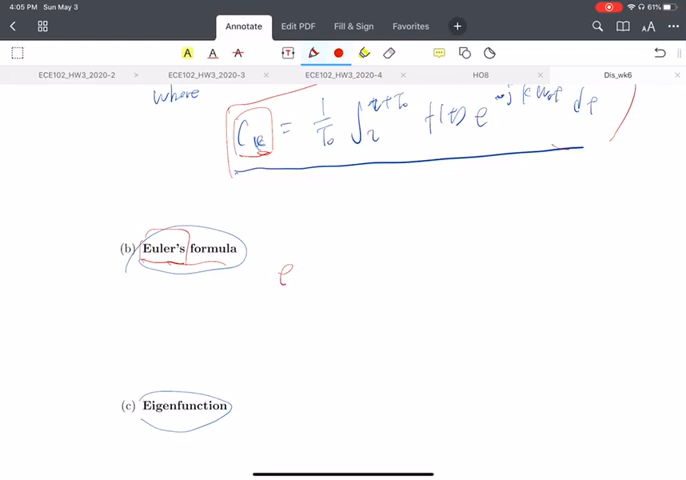 4:05 PM Sun May 3
61%
Annotate Edit PDF Fill & Sign Favorites
ECE102_HW3_2020-2 ECE102_HW3_2020-3 ECE102_HW3_2020-4 HO8 Dis_wk6
where
C_k = 1/T₀ ∫_τ^{τ+T₀} f(t) e^{-jkω₀t} dt
(b) Euler's formula
e
(c) Eigenfunction